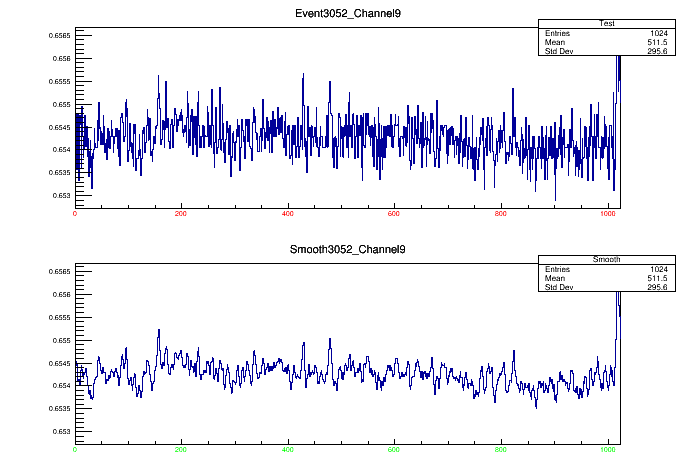 Event3052_Channel9
Test
Entries 1024
Mean 511.5
Std Dev 295.6
0.6565
0.656
0.6555
0.655
0.6545
0.654
0.6535
0.653
0 200 400 600 800 1000
Smooth3052_Channel9
Smooth
Entries 1024
Mean 511.5
Std Dev 295.6
0.6565
0.656
0.6555
0.655
0.6545
0.654
0.6535
0.653
0 200 400 600 800 1000